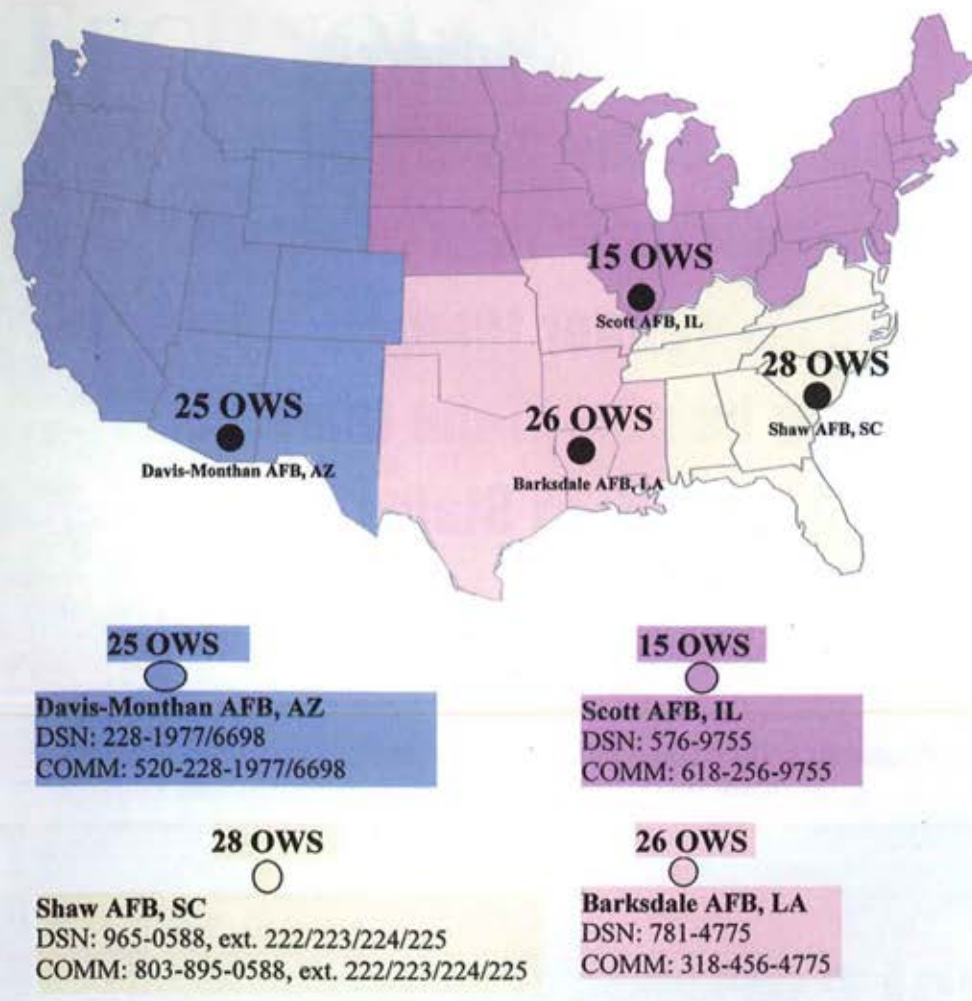 15 OWS
Scott AFB, IL
28 OWS
Shaw AFB, SC
25 OWS
Davis-Monthan AFB, AZ
26 OWS
Barksdale AFB, LA
25 OWS
Davis-Monthan AFB, AZ
DSN: 228-1977/6698
COMM: 520-228-1977/6698
15 OWS
Scott AFB, IL
DSN: 576-9755
COMM: 618-256-9755
28 OWS
Shaw AFB, SC
DSN: 965-0588, ext. 222/223/224/225
COMM: 803-895-0588, ext. 222/223/224/225
26 OWS
Barksdale AFB, LA
DSN: 781-4775
COMM: 318-456-4775